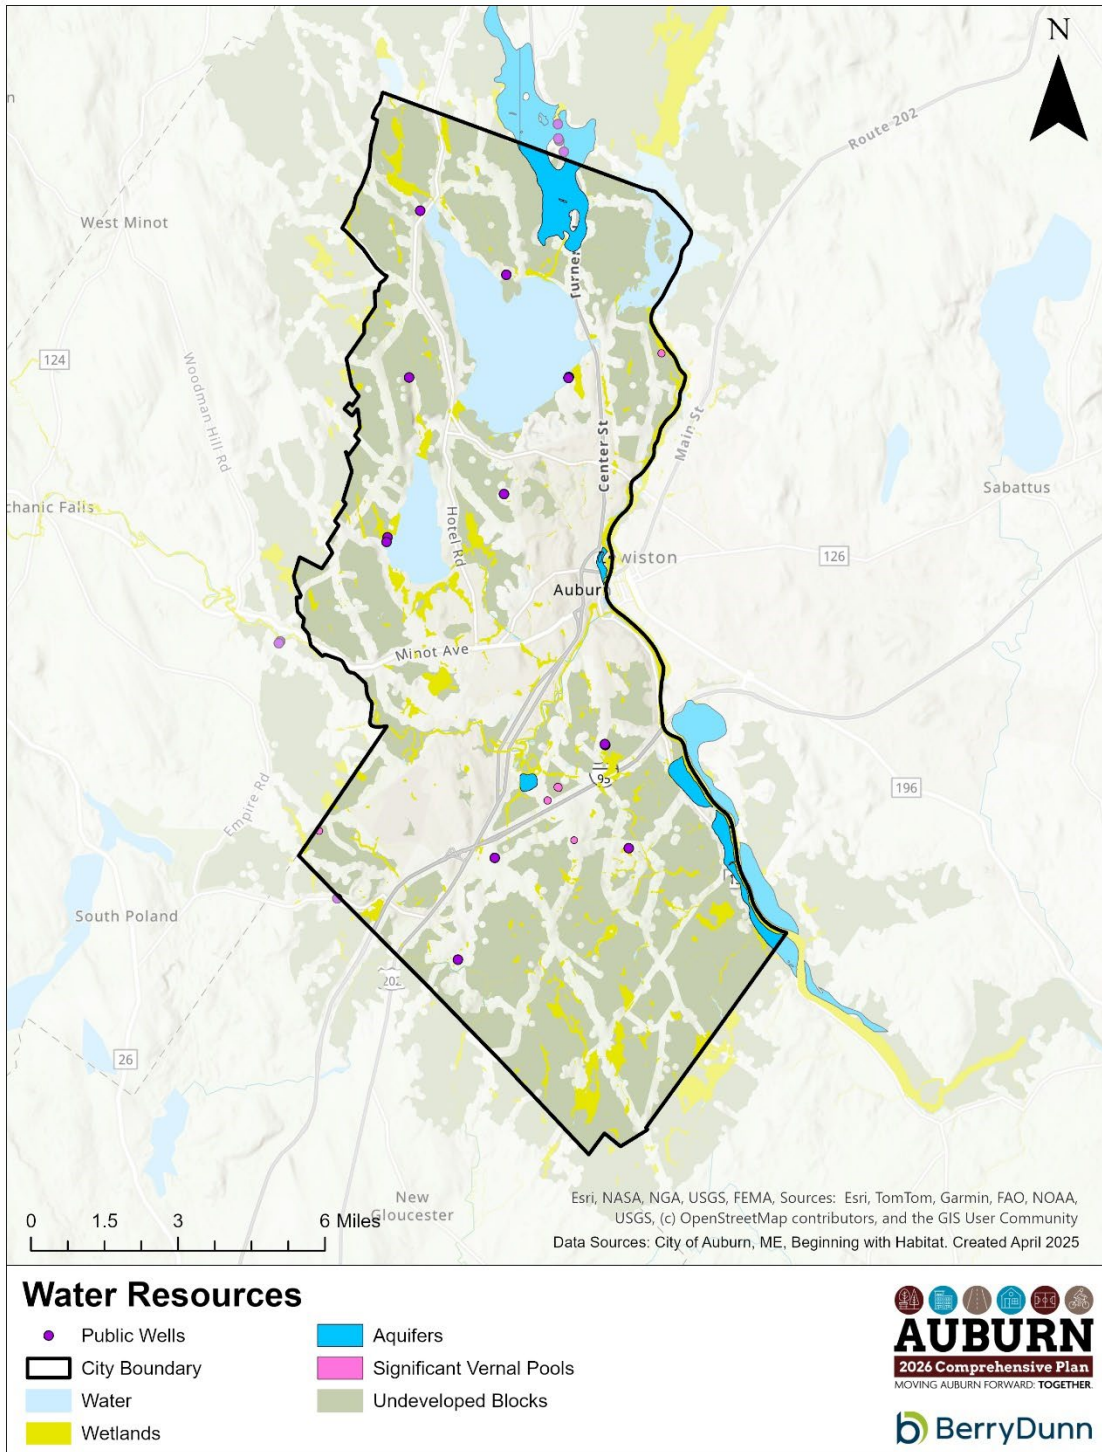 N
Route 202
West Minot
Turner
124
Woodman Hill Rd
Main St
Center St
Sabattus
chanic Falls
Hotel Rd
wiston
126
Auburn
Minot Ave
95
196
Empire Rd
South Poland
202
26
New
Gloucester
Esri, NASA, NGA, USGS, FEMA, Sources: Esri, TomTom, Garmin, FAO, NOAA,
USGS, (c) OpenStreetMap contributors, and the GIS User Community
0 1.5 3 6 Miles
Data Sources: City of Auburn, ME, Beginning with Habitat. Created April 2025
Water Resources
Public Wells
City Boundary
Water
Wetlands
Aquifers
Significant Vernal Pools
Undeveloped Blocks
AUBURN
2026 Comprehensive Plan
MOVING AUBURN FORWARD: TOGETHER.
BerryDunn